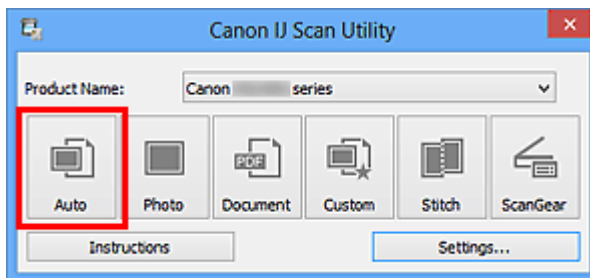 Canon IJ Scan Utility
Product Name: Canon series
PDF
Auto Photo Document Custom Stitch ScanGear
Instructions Settings...